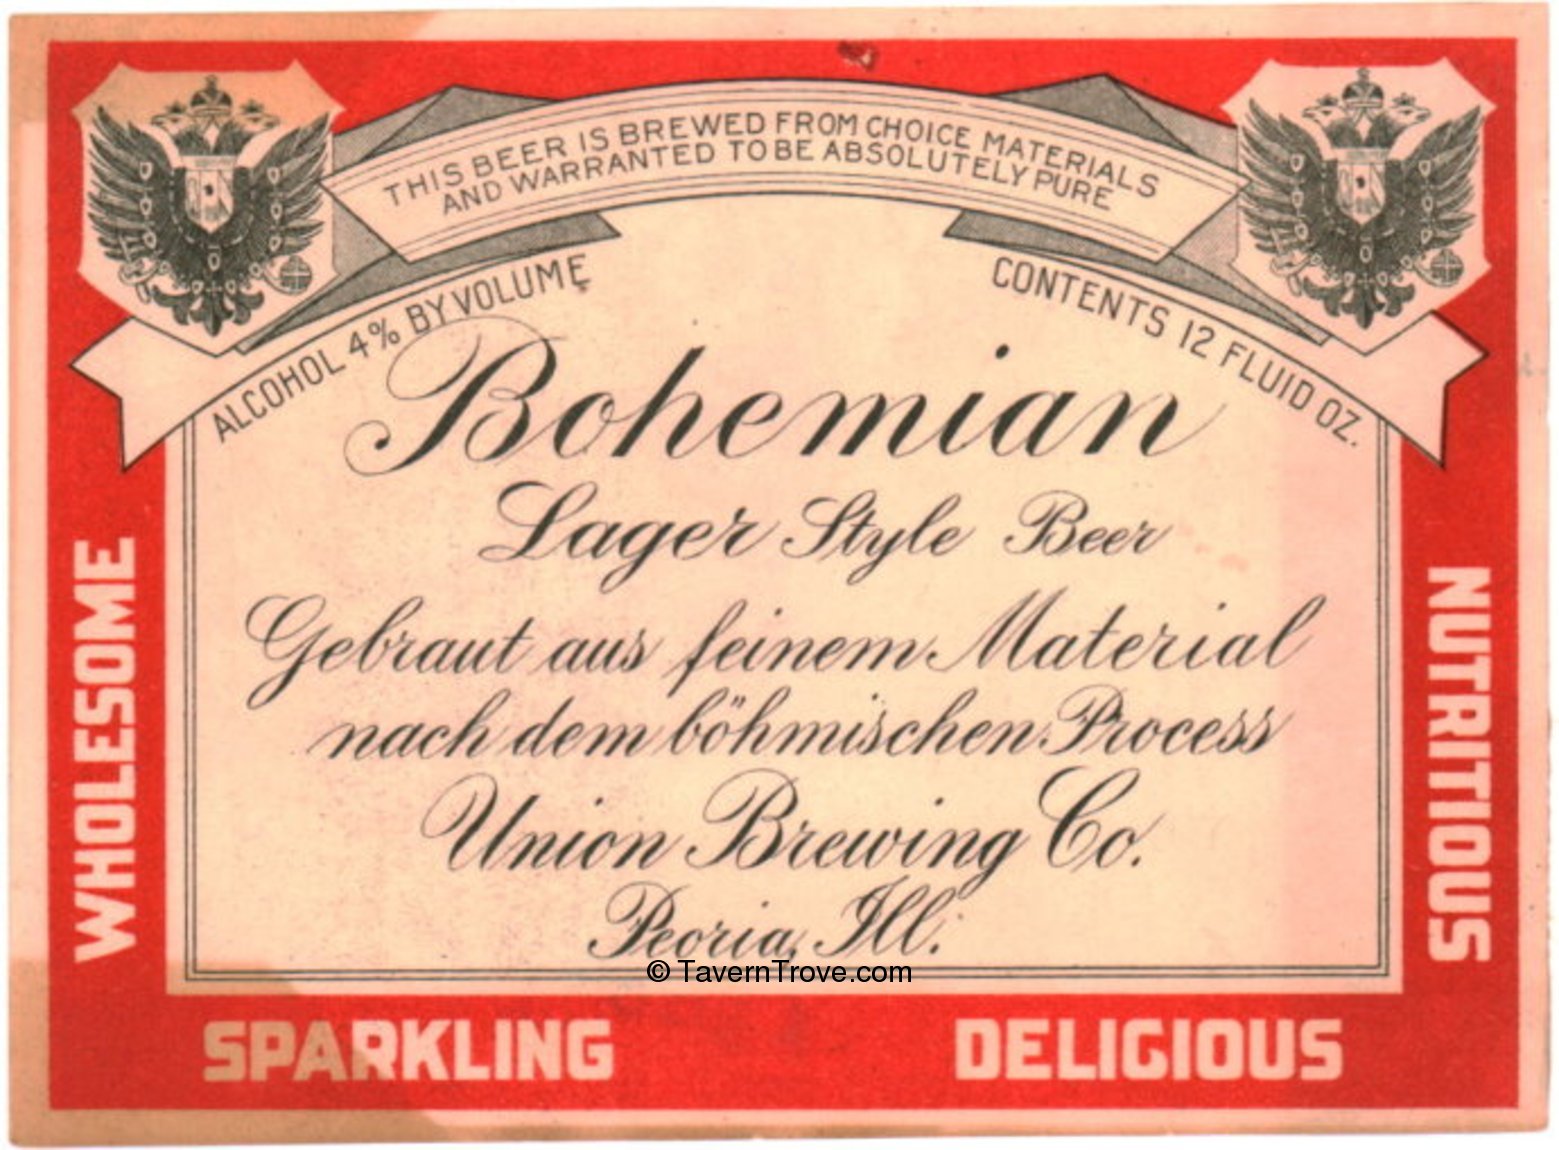 THIS BEER IS BREWED FROM CHOICE MATERIALS
AND WARRANTED TO BE ABSOLUTELY PURE
ALCOHOL 4% BY VOLUME
CONTENTS 12 FLUID OZ.
Bohemian
Lager Style Beer
Gebraut aus feinem Material
nach dem böhmischen Process
Union Brewing Co.
Peoria, Ill.
WHOLESOME
NUTRITIOUS
SPARKLING
DELIGIOUS
© TavernTrove.com